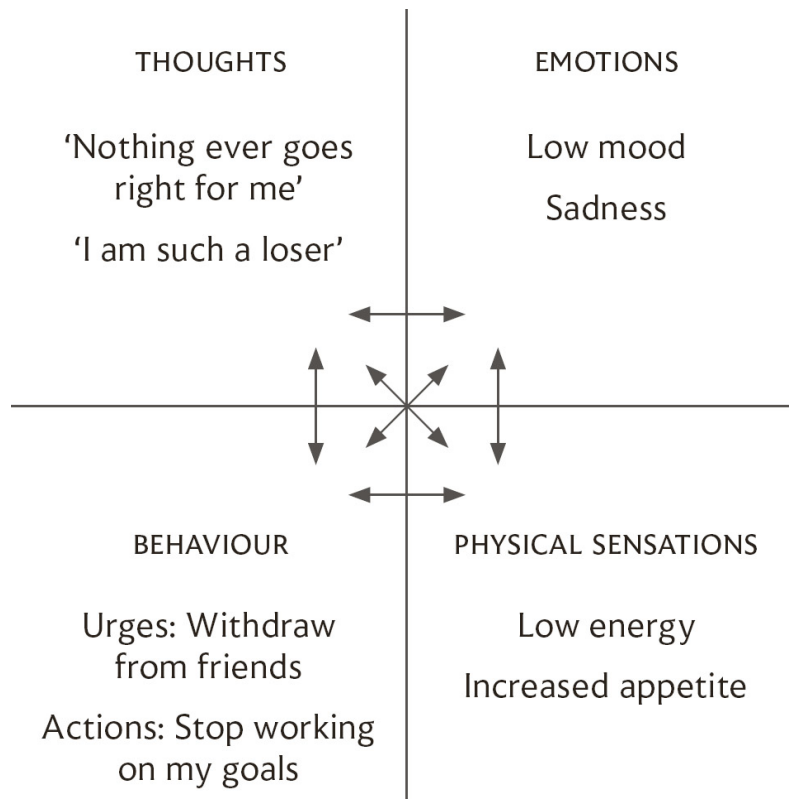 THOUGHTS
‘Nothing ever goes
right for me’
‘I am such a loser’
EMOTIONS
Low mood
Sadness
BEHAVIOUR
Urges: Withdraw
from friends
Actions: Stop working
on my goals
PHYSICAL SENSATIONS
Low energy
Increased appetite